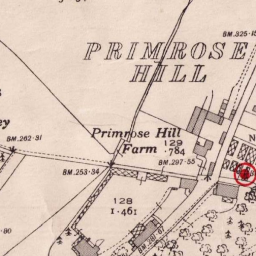 BM.325-15
PRIMROSE
HILL
BM.262-31
ey
Primrose Hill
Farm
129
.784
BM.297-55
BM.253-34
128
1.461